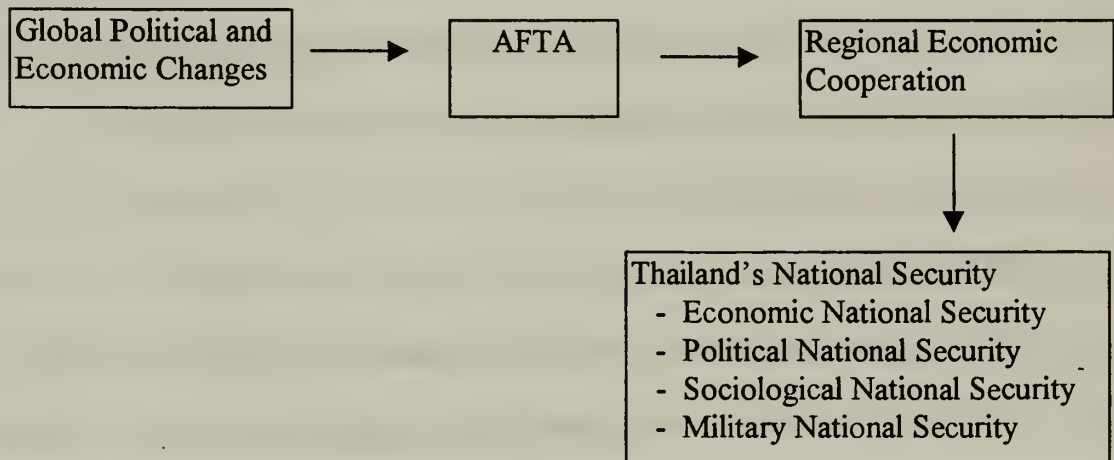 Global Political and
Economic Changes
AFTA
Regional Economic
Cooperation
Thailand's National Security
- Economic National Security
- Political National Security
- Sociological National Security
- Military National Security